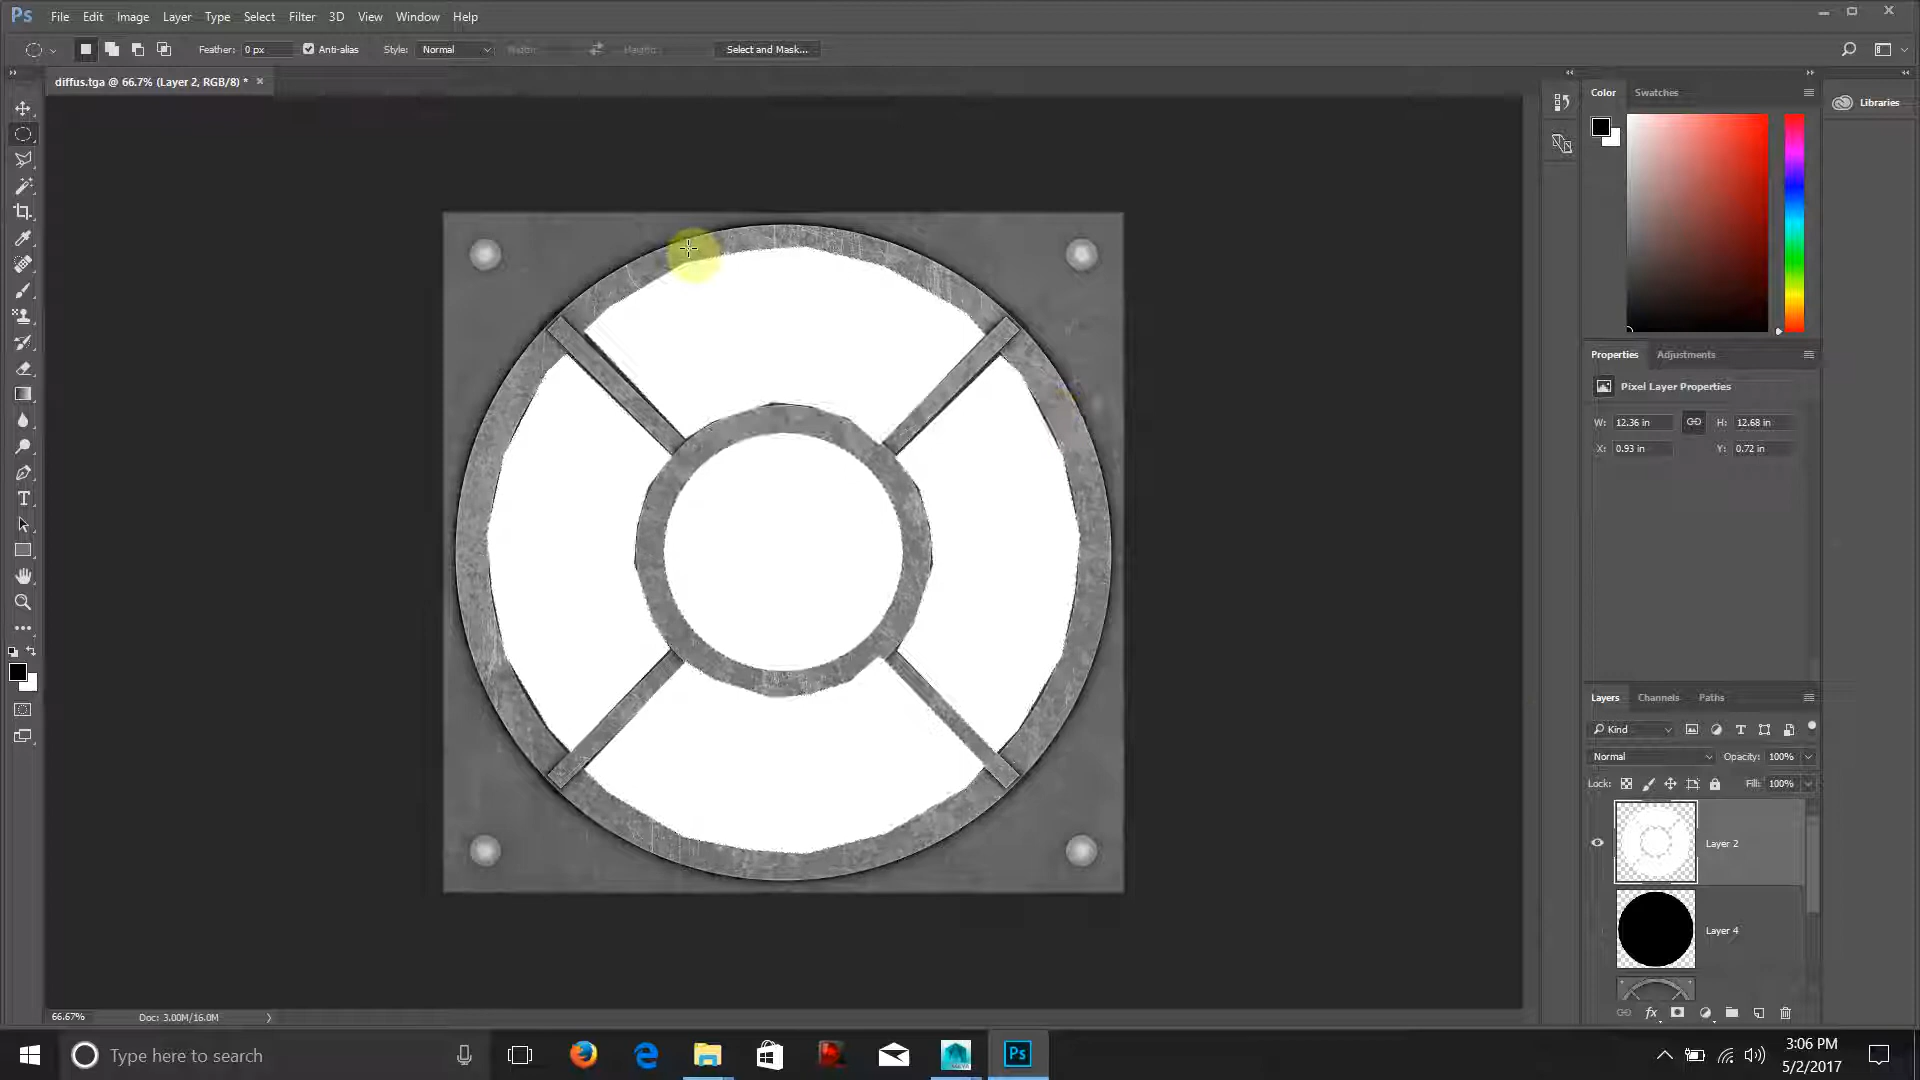 Ps File Edit Image Layer Type Select Filter 3D View Window Help
Feather: 0 px Anti-alias Style: Normal Width: Height: Select and Mask...
diffus.tga @ 66.7% (Layer 2, RGB/8) * ×
Color Swatches
Libraries
Properties Adjustments
Pixel Layer Properties
W: 12.36 in H: 12.68 in
X: 0.93 in Y: 0.72 in
Layers Channels Paths
Kind
Normal Opacity: 100%
Lock: Fill: 100%
Layer 2
Layer 4
fx
66.67% Doc: 3.00M/16.0M
Type here to search
Ps
3:06 PM
5/2/2017